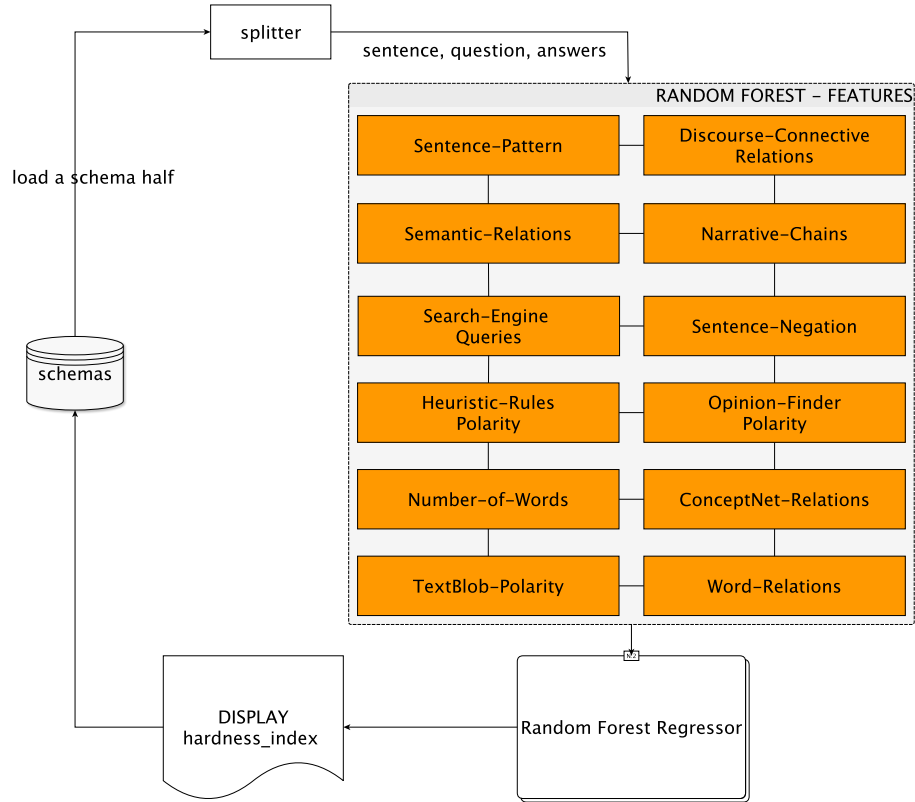 splitter
sentence, question, answers
RANDOM FOREST - FEATURES
Sentence-Pattern
Discourse-Connective
Relations
load a schema half
Semantic-Relations
Narrative-Chains
Search-Engine
Queries
Sentence-Negation
schemas
Heuristic-Rules
Polarity
Opinion-Finder
Polarity
Number-of-Words
ConceptNet-Relations
TextBlob-Polarity
Word-Relations
DISPLAY
hardness_index
Random Forest Regressor